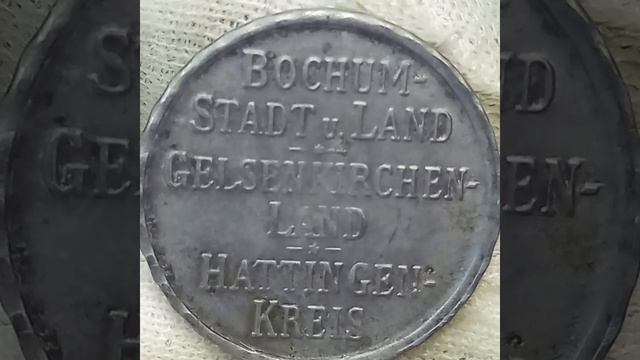 BOCHUM-
STADT u. LAND
GELSENKIRCHEN-
LAND
HATTINGEN-
KREIS